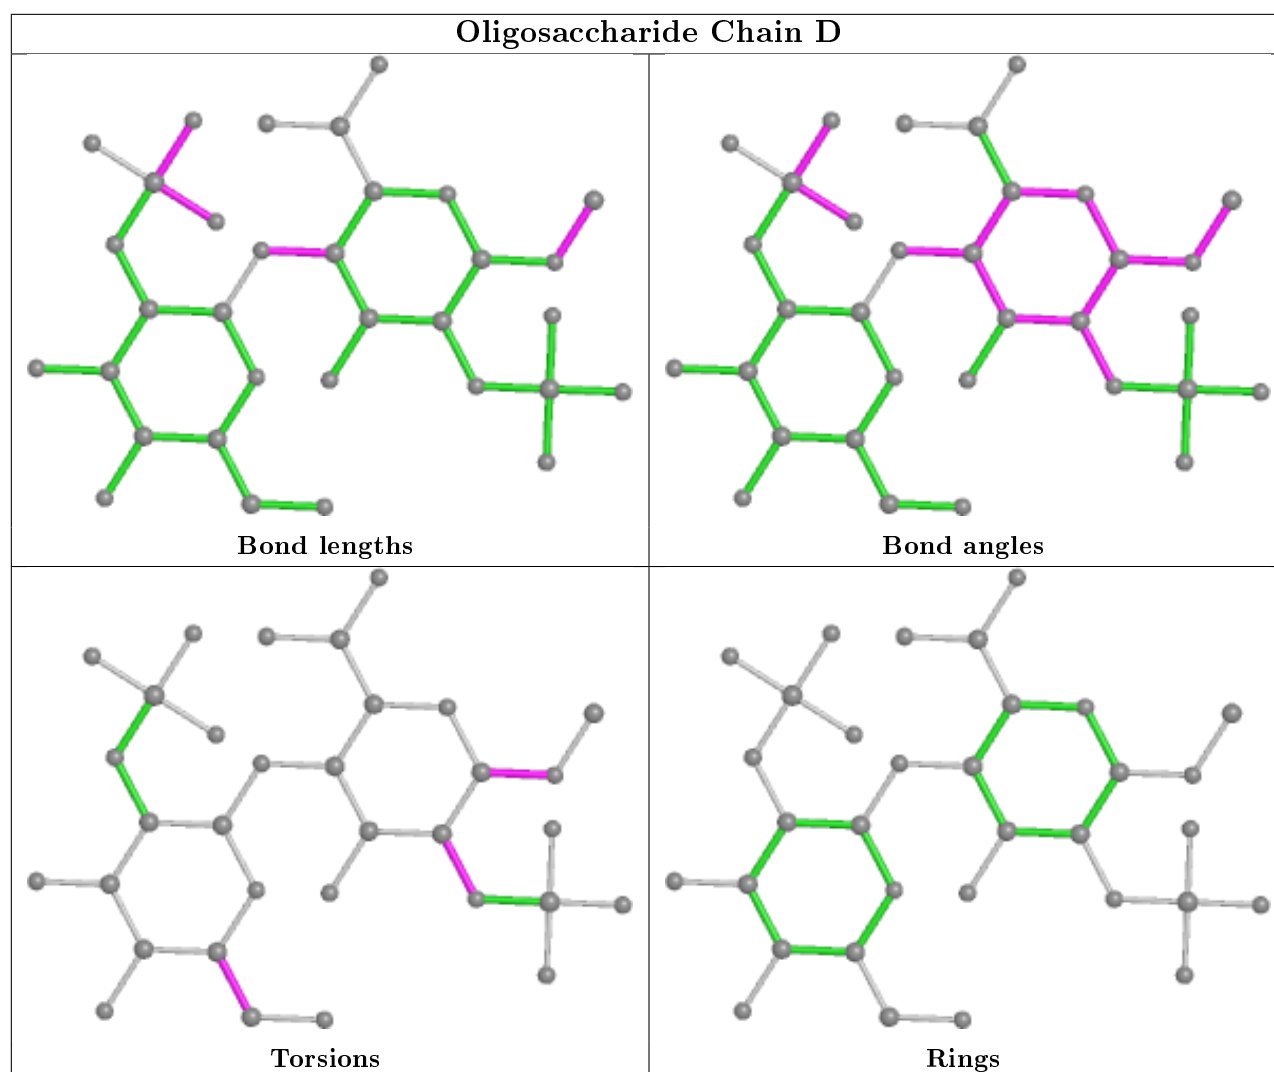 Oligosaccharide Chain D
Bond lengths
Bond angles
Torsions
Rings